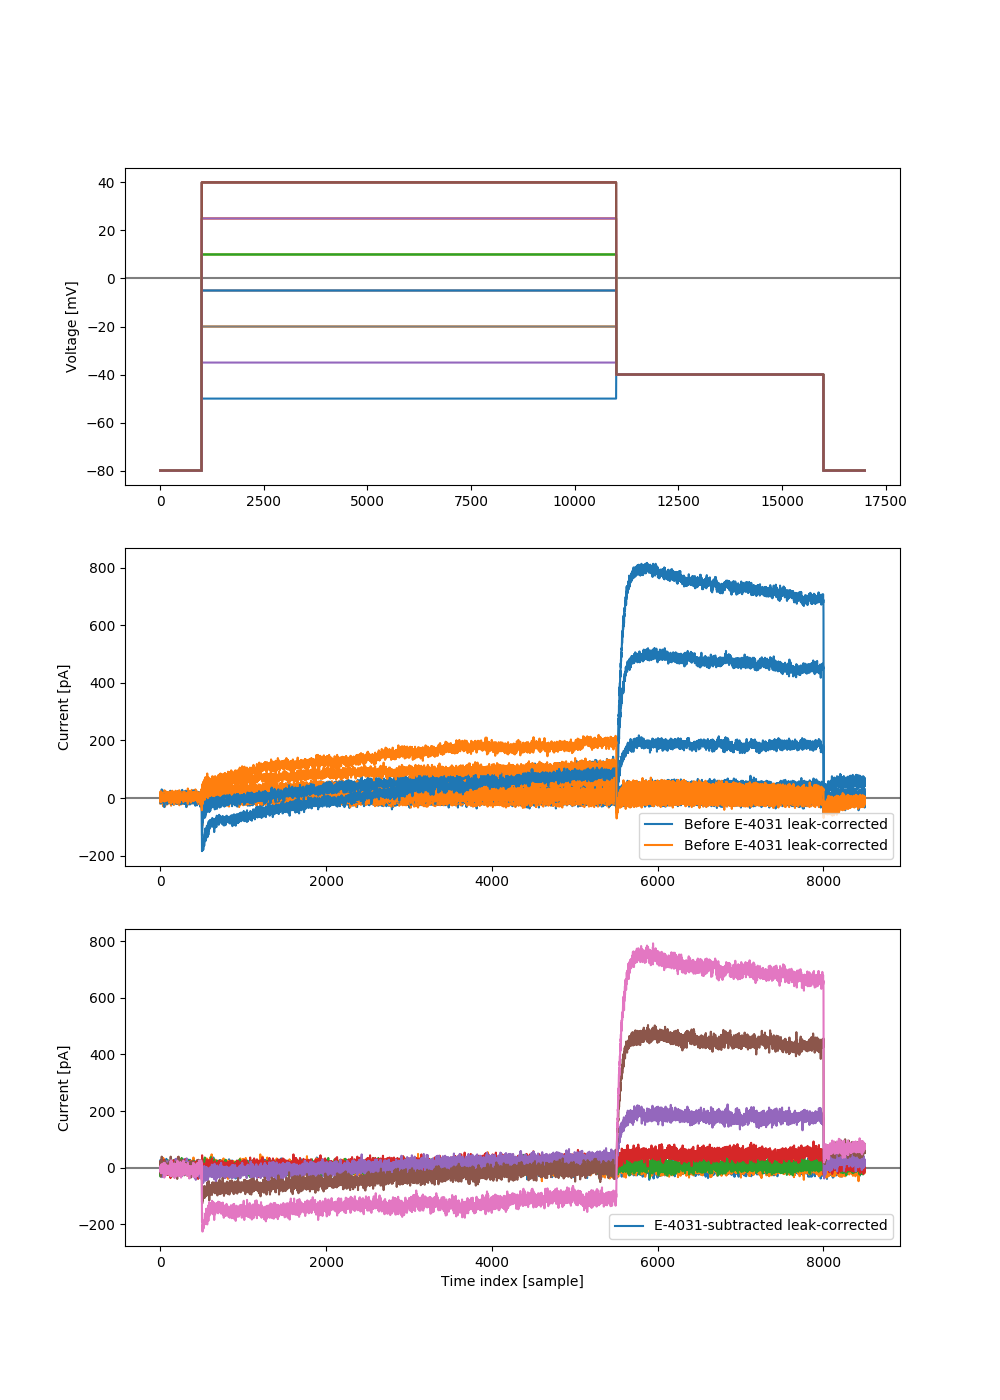 40
20
0
−20
−40
−60
−80
Voltage [mV]
0 2500 5000 7500 10000 12500 15000 17500
800
600
400
200
0
−200
Current [pA]
Before E-4031 leak-corrected
Before E-4031 leak-corrected
0 2000 4000 6000 8000
800
600
400
200
0
−200
Current [pA]
E-4031-subtracted leak-corrected
0 2000 4000 6000 8000
Time index [sample]